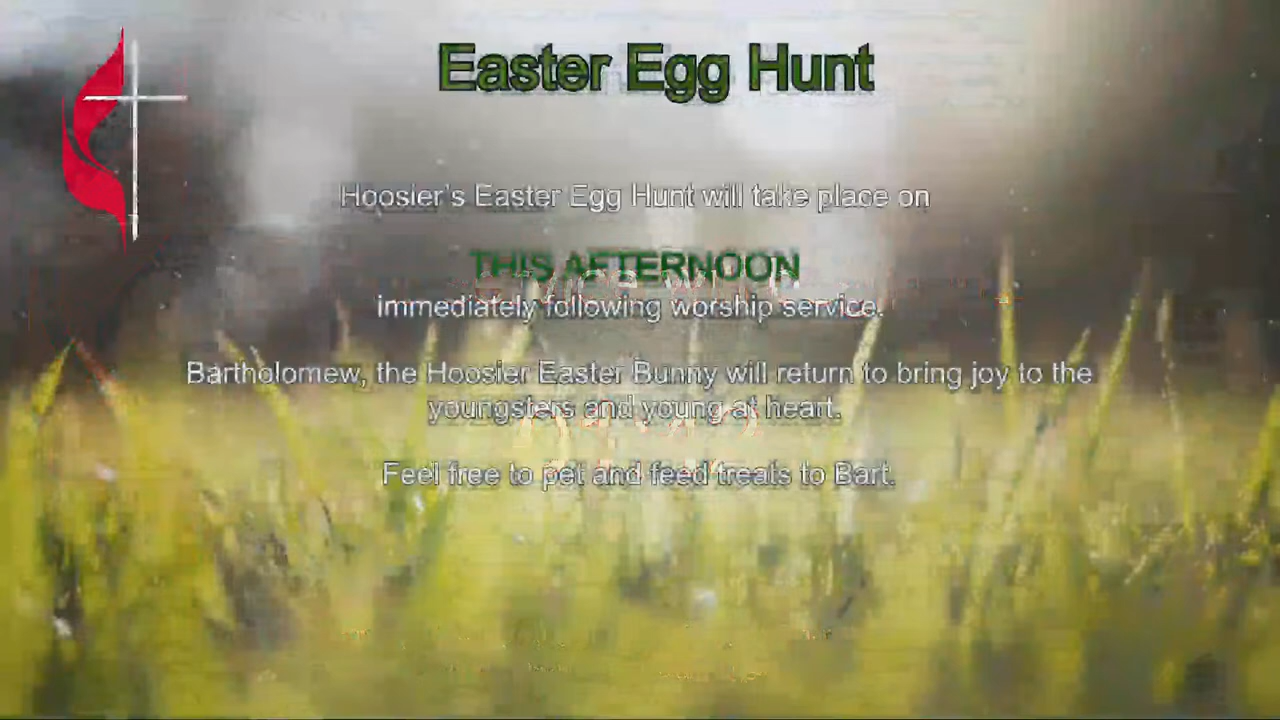 Easter Egg Hunt
Hoosier's Easter Egg Hunt will take place on
THIS AFTERNOON
immediately following worship service.
Bartholomew, the Hoosier Easter Bunny will return to bring joy to the
youngsters and young at heart.
Feel free to pet and feed treats to Bart.